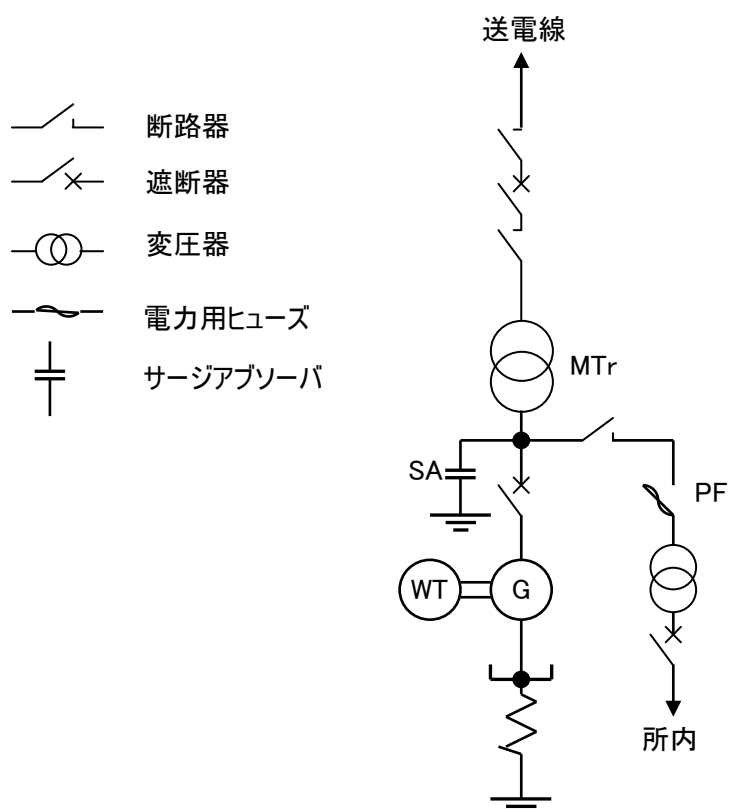 送電線
断路器
遮断器
変圧器
電力用ヒューズ
サージアブソーバ
MTr
SA
PF
WT
G
所内